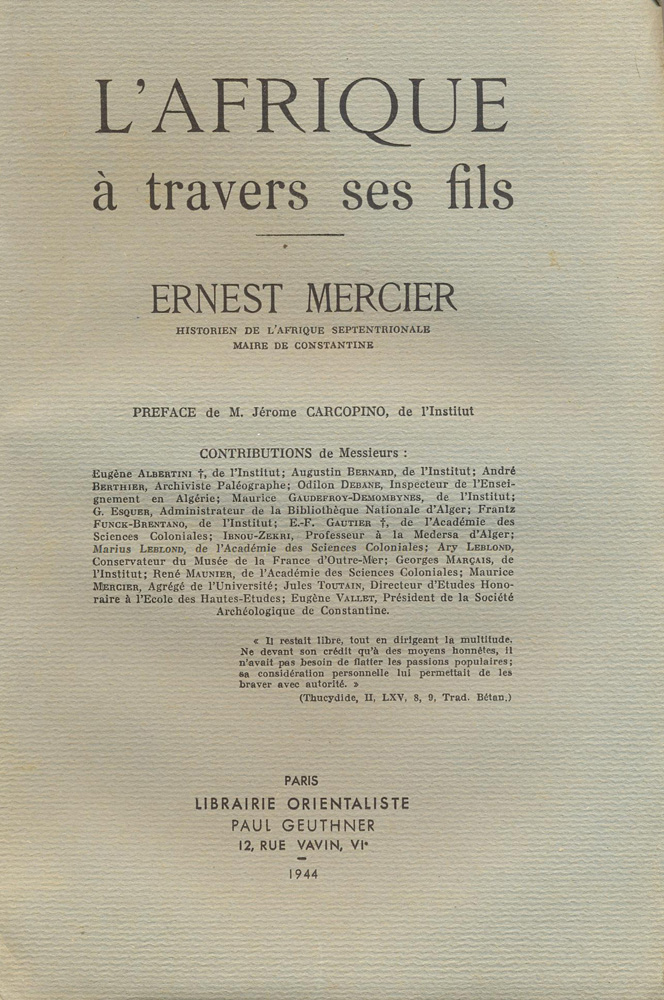 L'AFRIQUE
à travers ses fils
ERNEST MERCIER
HISTORIEN DE L'AFRIQUE SEPTENTRIONALE
MAIRE DE CONSTANTINE
PREFACE de M. Jérome CARCOPINO, de l'Institut
CONTRIBUTIONS de Messieurs :
Eugène ALBERTINI †, de l'Institut; Augustin BERNARD, de l'Institut; André
BERTHIER, Archiviste Paléographe; Odilon DEBANE, Inspecteur de l'Ensei-
gnement en Algérie; Maurice GAUDEFROY-DEMOMBYNES, de l'Institut;
G. ESQUER, Administrateur de la Bibliothèque Nationale d'Alger; Frantz
FUNCK-BRENTANO, de l'Institut; E.-F. GAUTIER †, de l'Académie des
Sciences Coloniales; IBNOU-ZEKRI, Professeur à la Medersa d'Alger;
Marius LEBLOND, de l'Académie des Sciences Coloniales; Ary LEBLOND,
Conservateur du Musée de la France d'Outre-Mer; Georges MARÇAIS, de
l'Institut; René MAUNIER, de l'Académie des Sciences Coloniales; Maurice
MERCIER, Agrégé de l'Université; Jules TOUTAIN, Directeur d'Etudes Hono-
raire à l'Ecole des Hautes-Etudes; Eugène VALLET, Président de la Société
Archéologique de Constantine.
« Il restait libre, tout en dirigeant la multitude.
Ne devant son crédit qu'à des moyens honnêtes, il
n'avait pas besoin de flatter les passions populaires;
sa considération personnelle lui permettait de les
braver avec autorité. »
(Thucydide, II, LXV, 8, 9, Trad. Bétan.)
PARIS
LIBRAIRIE ORIENTALISTE
PAUL GEUTHNER
12, RUE VAVIN, VIe
1944